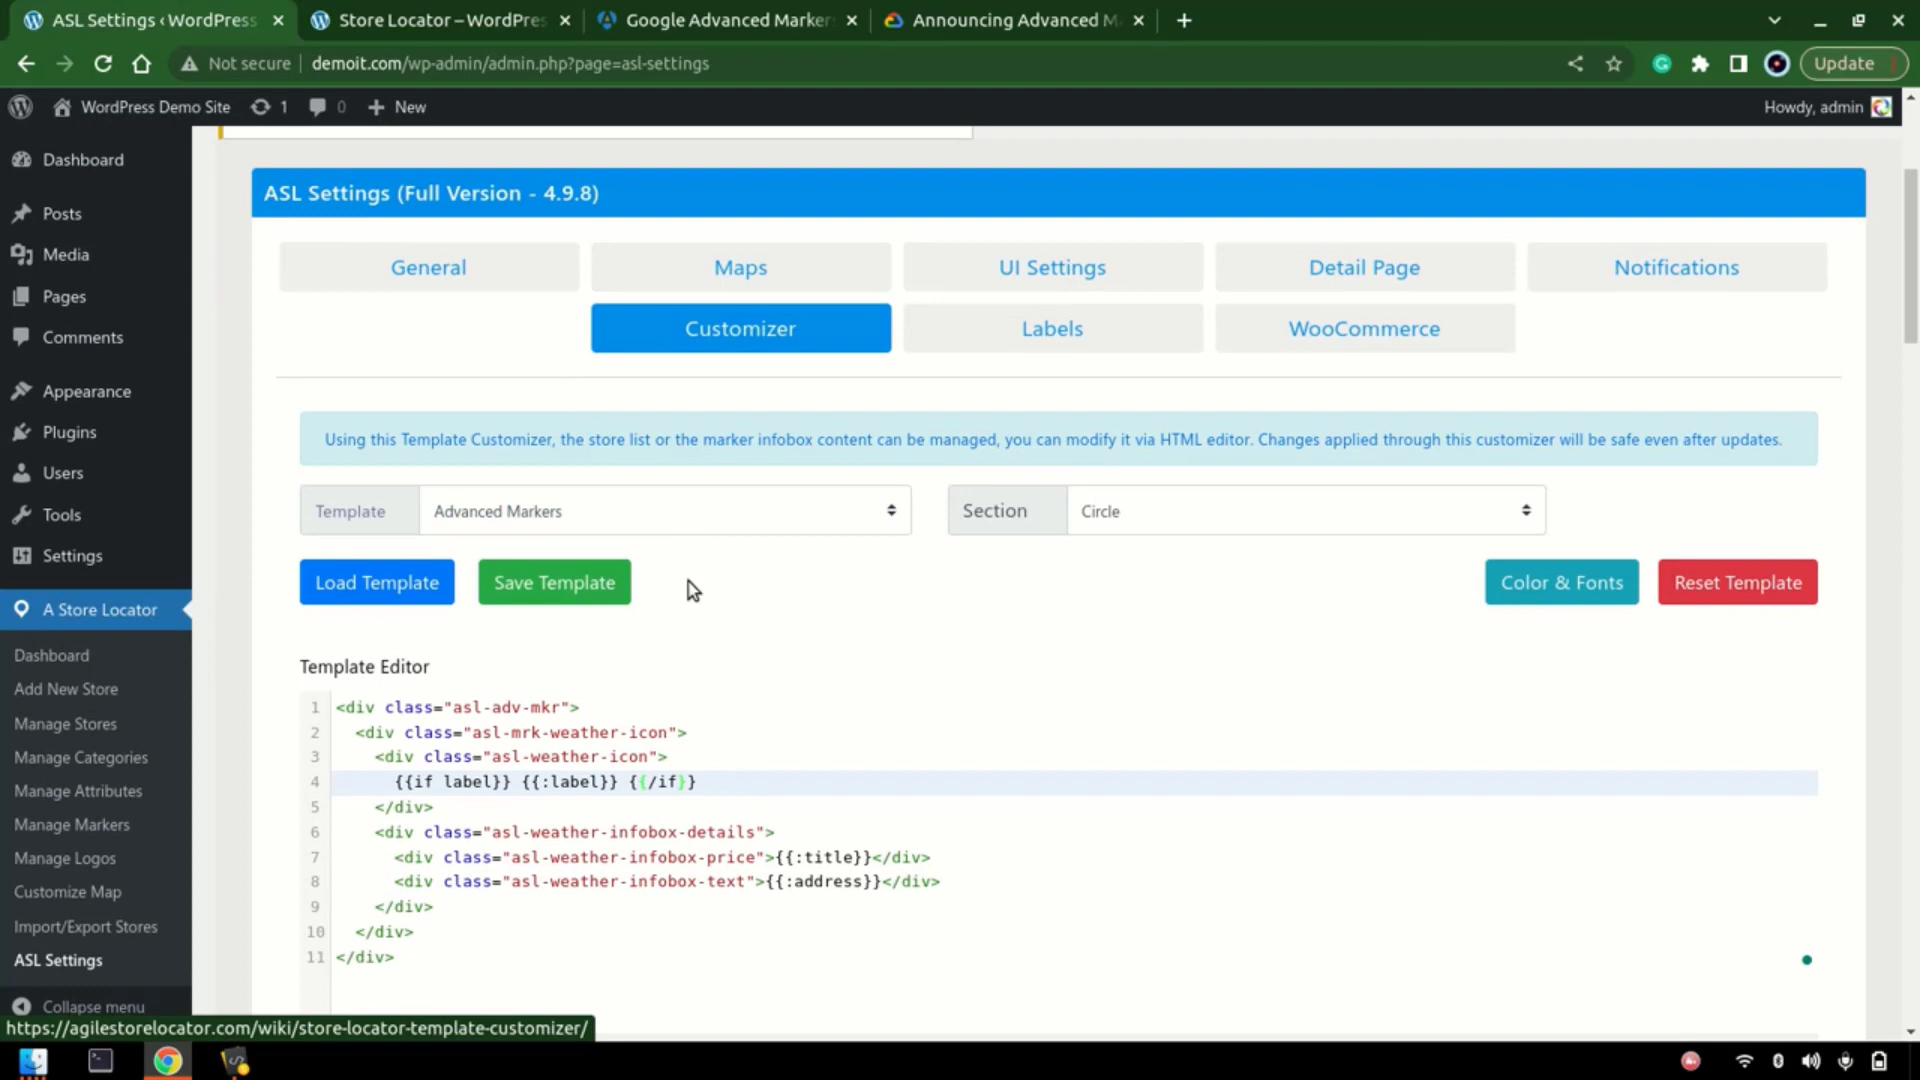 ASL Settings ‹ WordPress
Store Locator – WordPres
Google Advanced Marker
Announcing Advanced M
Not secure
demoit.com/wp-admin/admin.php?page=asl-settings
Update
WordPress Demo Site
1
0
New
Howdy, admin
Dashboard
Posts
Media
Pages
Comments
Appearance
Plugins
Users
Tools
Settings
A Store Locator
Dashboard
Add New Store
Manage Stores
Manage Categories
Manage Attributes
Manage Markers
Manage Logos
Customize Map
Import/Export Stores
ASL Settings
Collapse menu
ASL Settings (Full Version - 4.9.8)
General
Maps
UI Settings
Detail Page
Notifications
Customizer
Labels
WooCommerce
Using this Template Customizer, the store list or the marker infobox content can be managed, you can modify it via HTML editor. Changes applied through this customizer will be safe even after updates.
Template
Advanced Markers
Section
Circle
Load Template
Save Template
Color & Fonts
Reset Template
Template Editor
1 <div class="asl-adv-mkr">
2 <div class="asl-mrk-weather-icon">
3 <div class="asl-weather-icon">
4 {{if label}} {{:label}} {{/if}}
5 </div>
6 <div class="asl-weather-infobox-details">
7 <div class="asl-weather-infobox-price">{{:title}}</div>
8 <div class="asl-weather-infobox-text">{{:address}}</div>
9 </div>
10 </div>
11 </div>
https://agilestorelocator.com/wiki/store-locator-template-customizer/